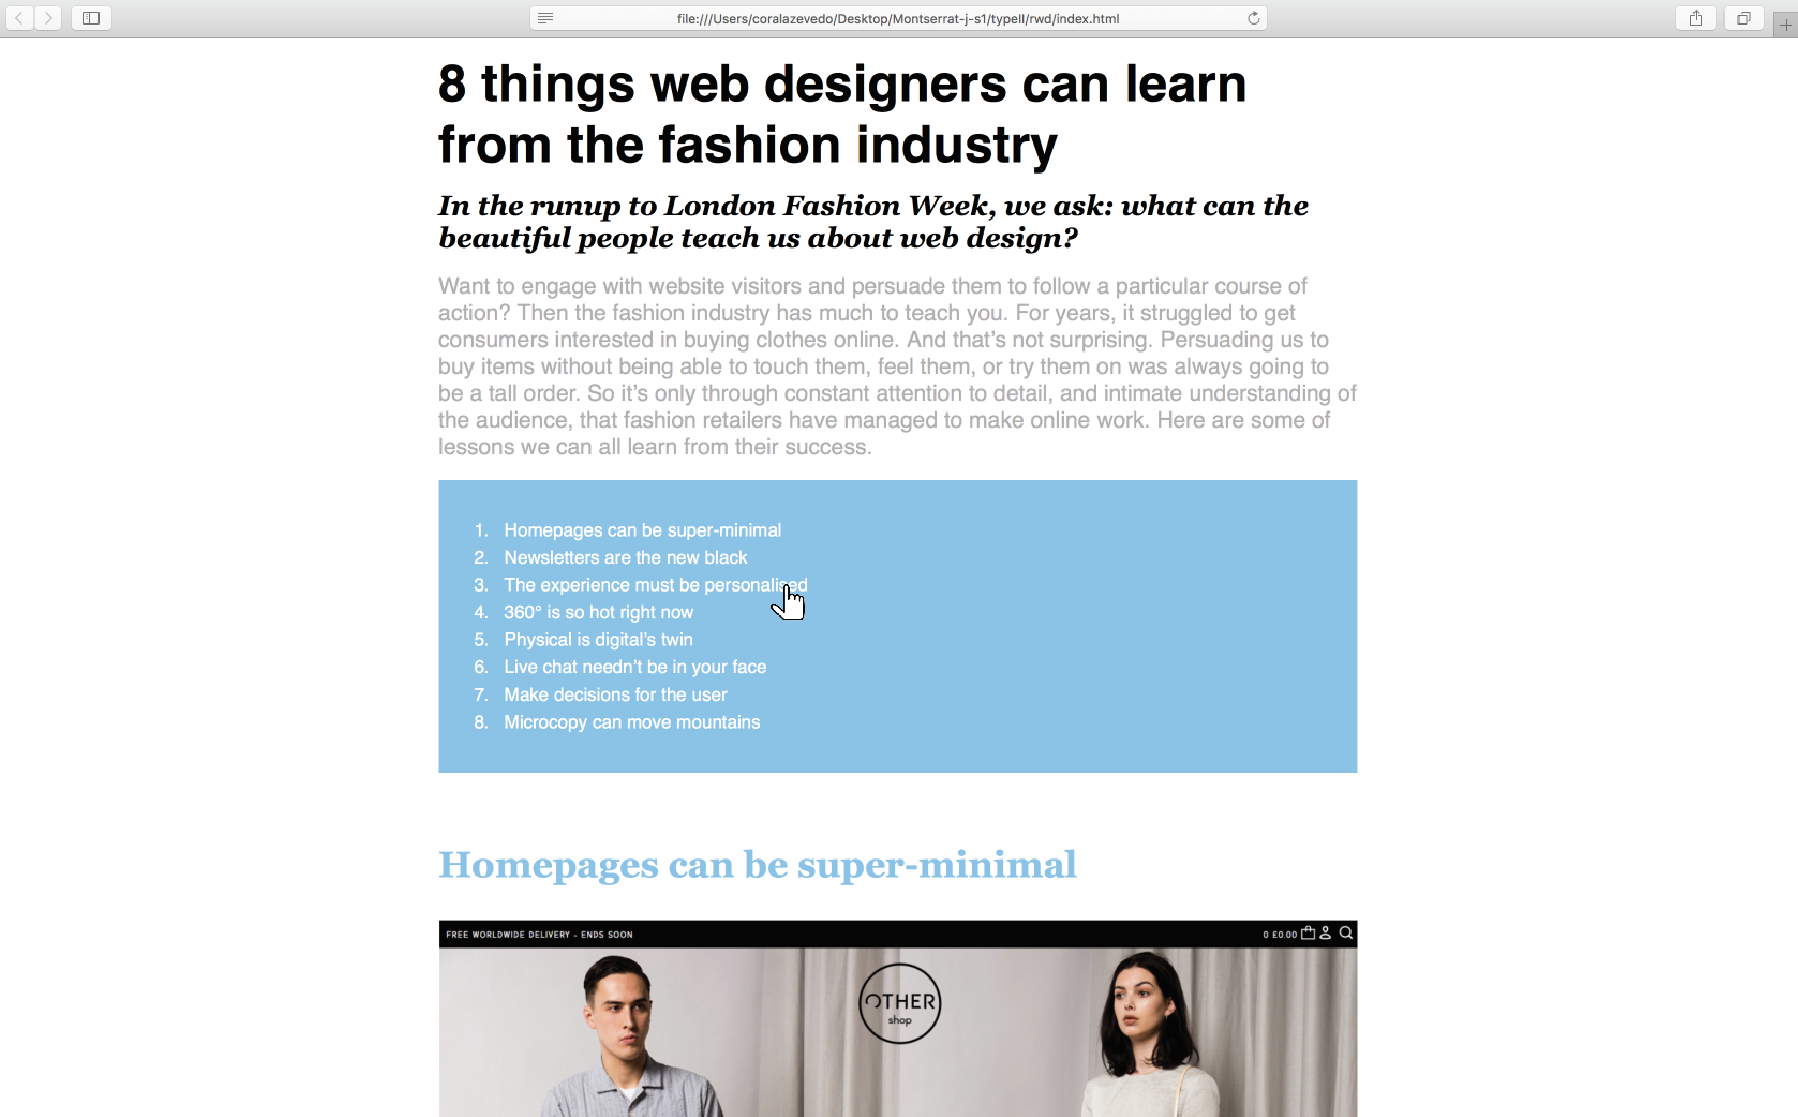 file:///Users/coralazevedo/Desktop/Montserrat-j-s1/typeII/rwd/index.html
8 things web designers can learn
from the fashion industry
In the runup to London Fashion Week, we ask: what can the
beautiful people teach us about web design?
Want to engage with website visitors and persuade them to follow a particular course of
action? Then the fashion industry has much to teach you. For years, it struggled to get
consumers interested in buying clothes online. And that’s not surprising. Persuading us to
buy items without being able to touch them, feel them, or try them on was always going to
be a tall order. So it’s only through constant attention to detail, and intimate understanding of
the audience, that fashion retailers have managed to make online work. Here are some of
lessons we can all learn from their success.
1. Homepages can be super-minimal
2. Newsletters are the new black
3. The experience must be personalised
4. 360° is so hot right now
5. Physical is digital’s twin
6. Live chat needn’t be in your face
7. Make decisions for the user
8. Microcopy can move mountains
Homepages can be super-minimal
FREE WORLDWIDE DELIVERY - ENDS SOON
0 £0.00
OTHER
shop